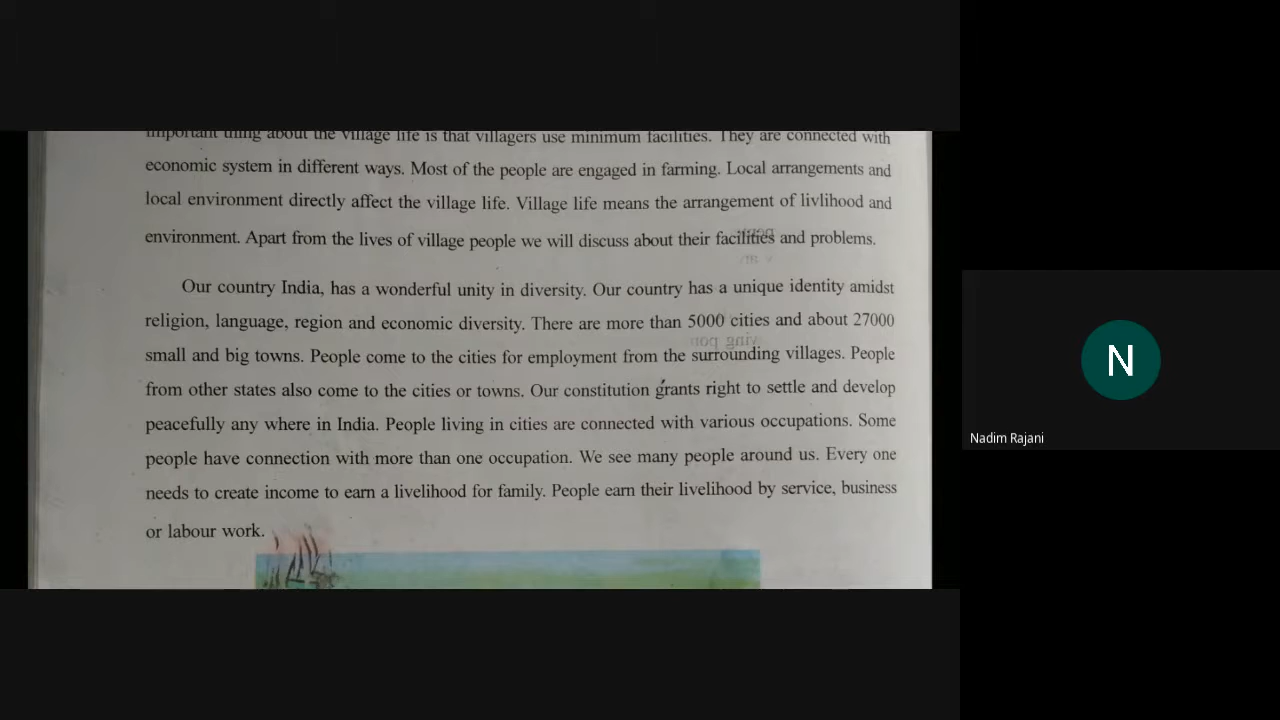 important thing about the village life is that villagers use minimum facilities. They are connected with
economic system in different ways. Most of the people are engaged in farming. Local arrangements and
local environment directly affect the village life. Village life means the arrangement of livlihood and
environment. Apart from the lives of village people we will discuss about their facilities and problems.
Our country India, has a wonderful unity in diversity. Our country has a unique identity amidst
religion, language, region and economic diversity. There are more than 5000 cities and about 27000
small and big towns. People come to the cities for employment from the surrounding villages. People
from other states also come to the cities or towns. Our constitution grants right to settle and develop
peacefully any where in India. People living in cities are connected with various occupations. Some
people have connection with more than one occupation. We see many people around us. Every one
needs to create income to earn a livelihood for family. People earn their livelihood by service, business
or labour work.
N
Nadim Rajani